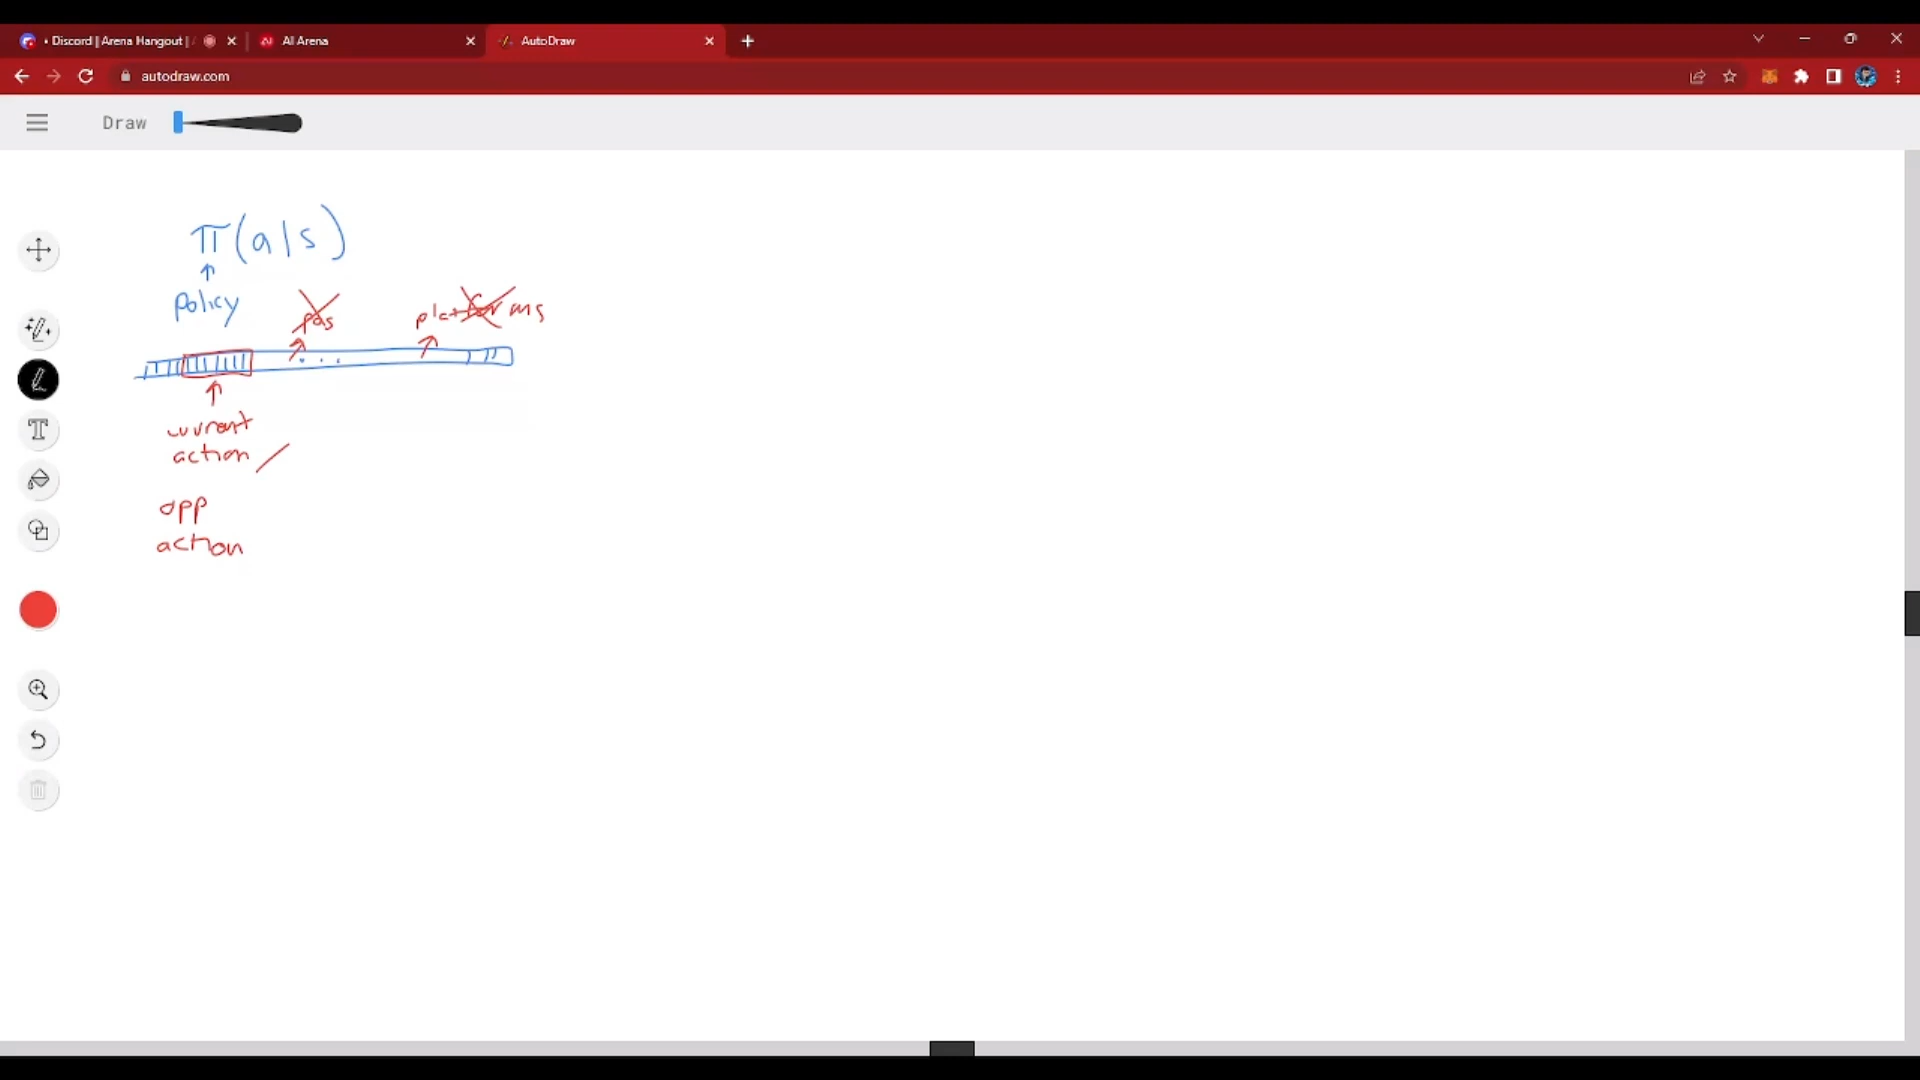 • Discord || Arena Hangout | /
AI Arena
AutoDraw
autodraw.com
Draw
π(a|s)
policy
pos
platforms
current
action /
opp
action